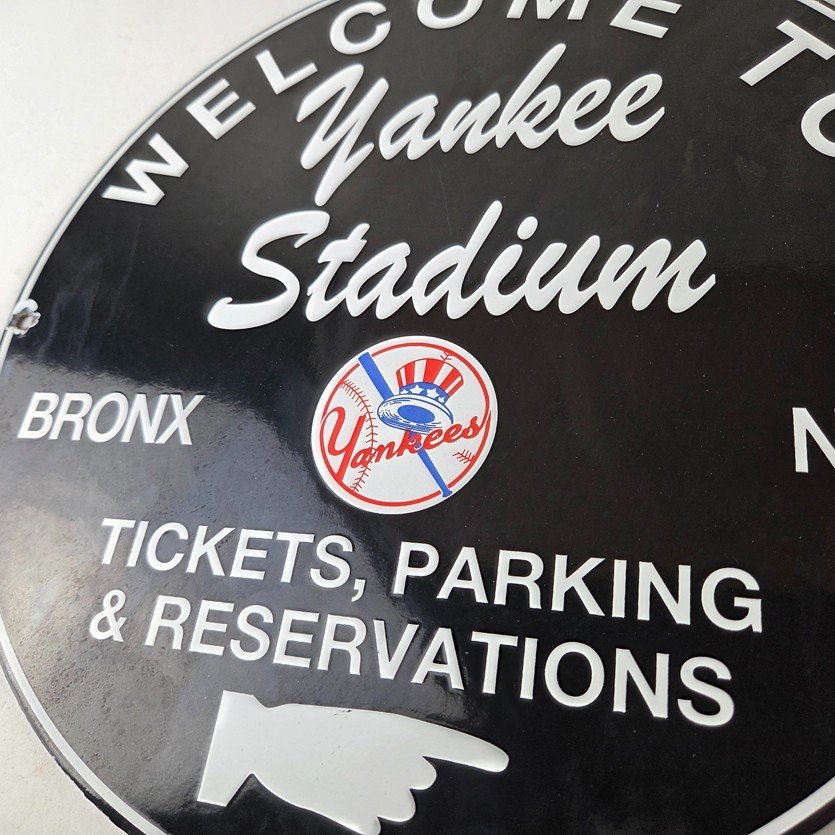 WELCOME TO
Yankee
Stadium
BRONX
N
Yankees
TICKETS, PARKING
& RESERVATIONS